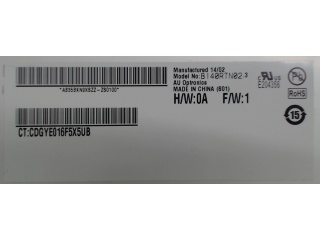 Manufactured 14/02
Model No: B140RTN02.3
AU Optronics
MADE IN CHINA (S01)
H/W:0A F/W:1
E204356
RoHS
15
CT:CDGYE016F5X5UB